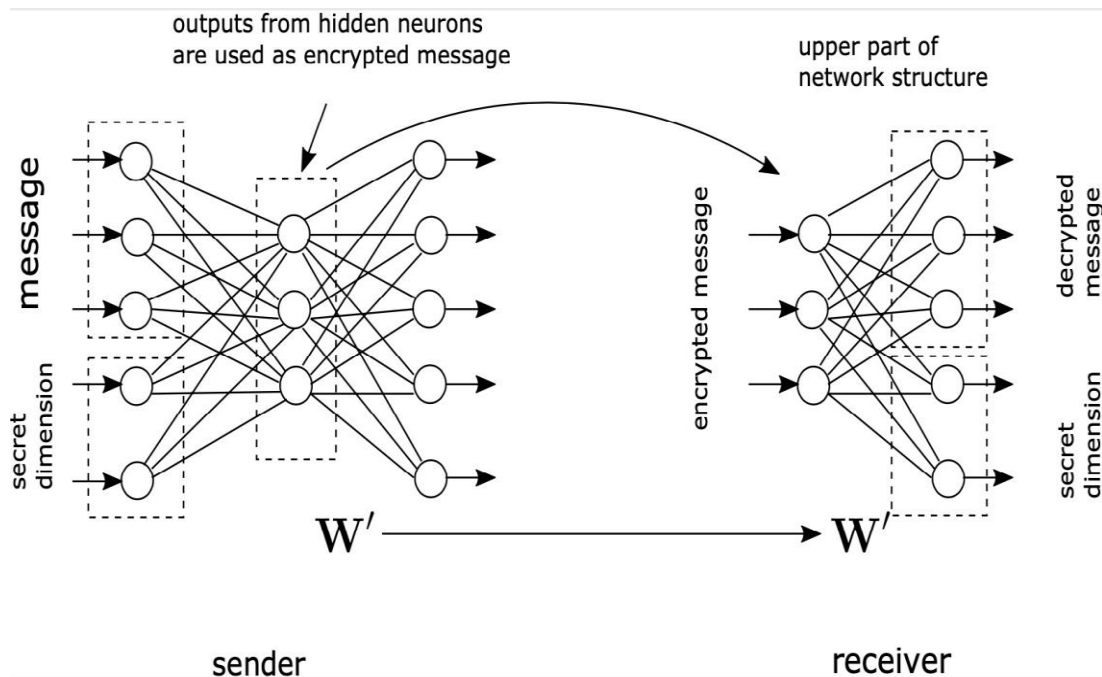 outputs from hidden neurons
are used as encrypted message
upper part of
network structure
message
secret
dimension
encrypted message
decrypted
message
secret
dimension
W′
W′
sender
receiver